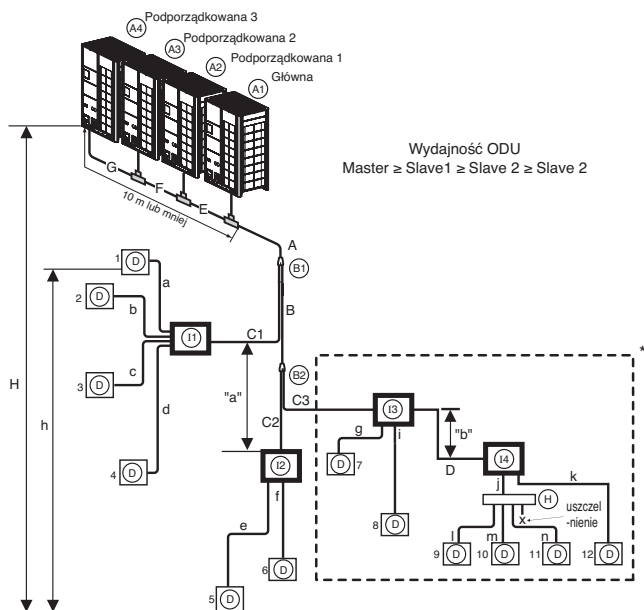 A4 Podporządkowana 3
A3 Podporządkowana 2
A2 Podporządkowana 1
A1 Główna
Wydajność ODU
Master ≥ Slave1 ≥ Slave 2 ≥ Slave 2
G
F
E
10 m lub mniej
A
B1
H
h
1 D a
2 D b
3 D c
4 D d
I1
C1
B
"a"
B2
C3
C2
I2
e
f
5 D
6 D
*
I3
g
i
7 D
8 D
"b"
D
I4
j
k
H
x
uszczel
-nienie
l
m
n
9 D
10 D
11 D
12 D